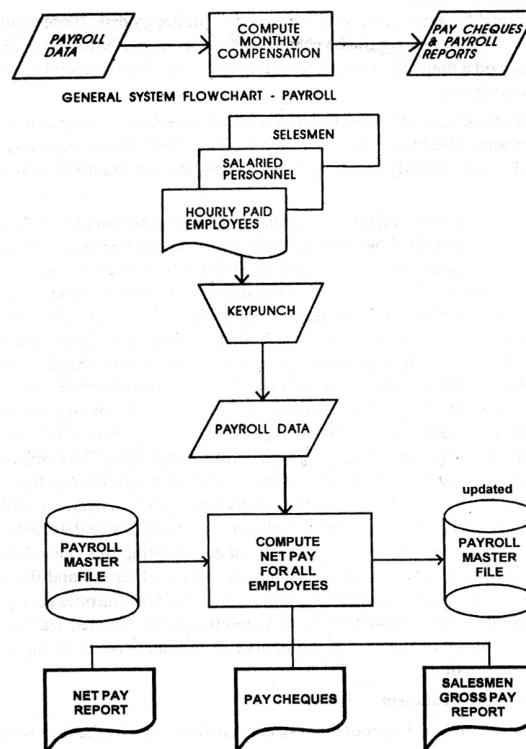 PAYROLL
DATA
COMPUTE
MONTHLY
COMPENSATION
PAY CHEQUES
& PAYROLL
REPORTS
GENERAL SYSTEM FLOWCHART - PAYROLL
SELESMEN
SALARIED
PERSONNEL
HOURLY PAID
EMPLOYEES
KEYPUNCH
PAYROLL DATA
PAYROLL
MASTER
FILE
COMPUTE
NET PAY
FOR ALL
EMPLOYEES
updated
PAYROLL
MASTER
FILE
NET PAY
REPORT
PAY CHEQUES
SALESMEN
GROSS PAY
REPORT